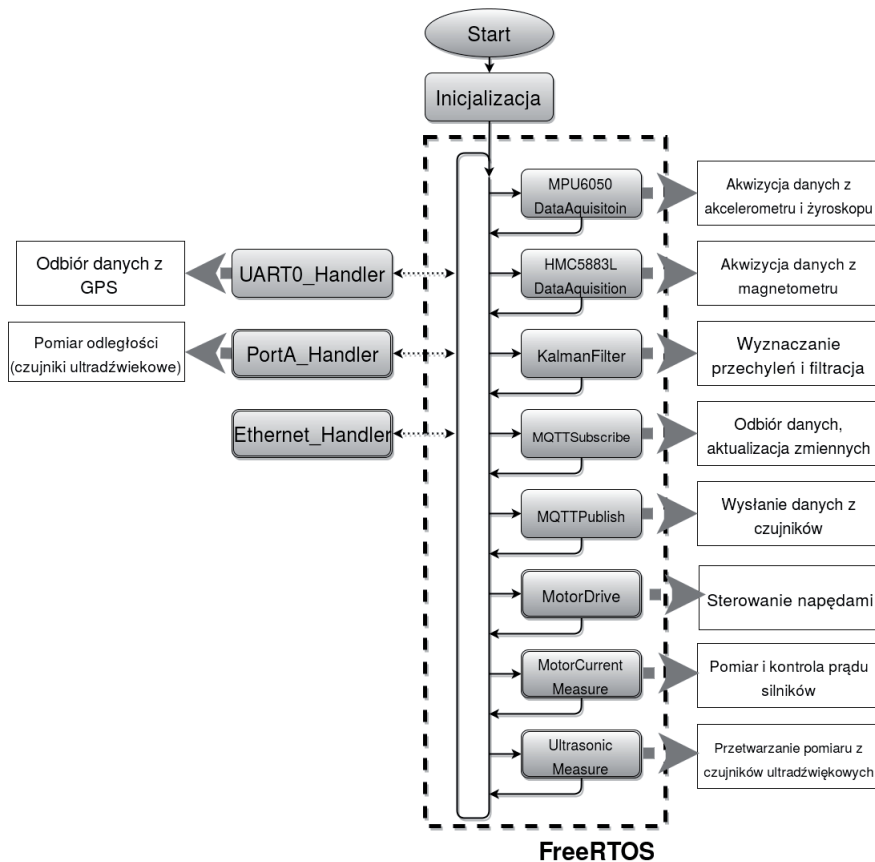 Start
Inicjalizacja
MPU6050
DataAquisitoin
Akwizycja danych z
akcelerometru i żyroskopu
Odbiór danych z
GPS
UART0_Handler
HMC5883L
DataAquisition
Akwizycja danych z
magnetometru
Pomiar odległości
(czujniki ultradźwiekowe)
PortA_Handler
KalmanFilter
Wyznaczanie
przechyleń i filtracja
Ethernet_Handler
MQTTSubscribe
Odbiór danych,
aktualizacja zmiennych
MQTTPublish
Wysłanie danych z
czujników
MotorDrive
Sterowanie napędami
MotorCurrent
Measure
Pomiar i kontrola prądu
silników
Ultrasonic
Measure
Przetwarzanie pomiaru z
czujników ultradźwiękowych
FreeRTOS